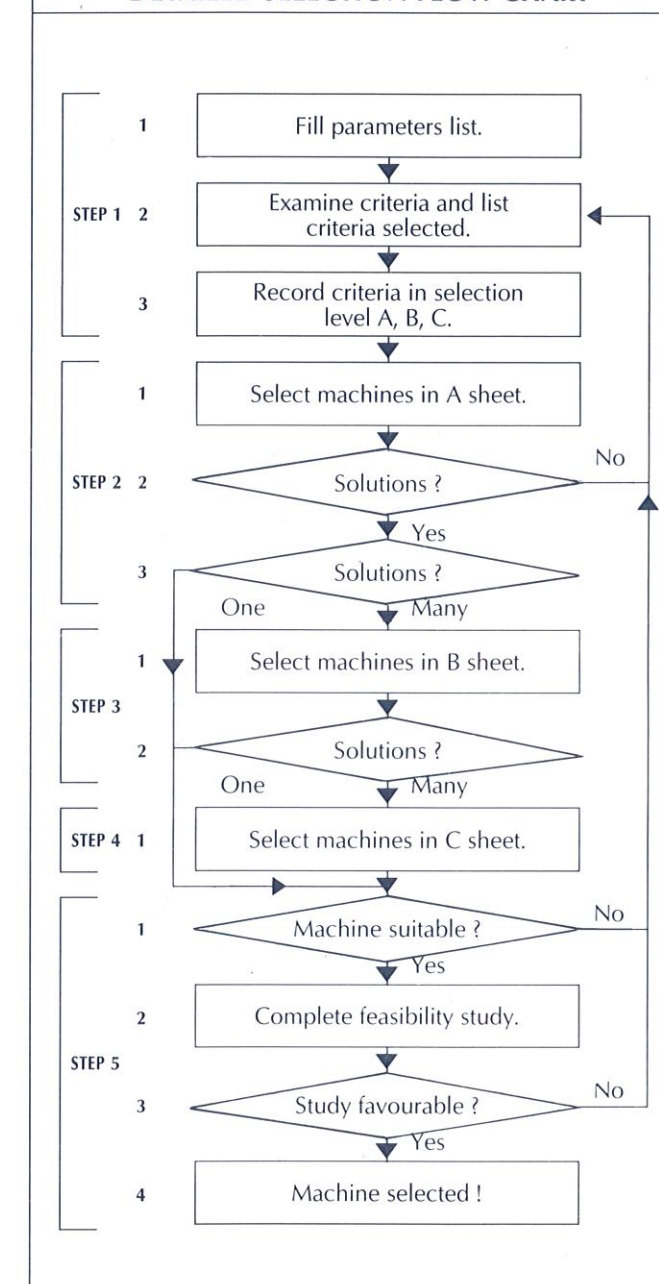 1
Fill parameters list.
STEP 1
2
Examine criteria and list
criteria selected.
3
Record criteria in selection
level A, B, C.
1
Select machines in A sheet.
STEP 2
2
Solutions ?
No
Yes
3
Solutions ?
One
Many
1
Select machines in B sheet.
STEP 3
2
Solutions ?
One
Many
STEP 4
1
Select machines in C sheet.
1
Machine suitable ?
No
Yes
2
Complete feasibility study.
STEP 5
3
Study favourable ?
No
Yes
4
Machine selected !